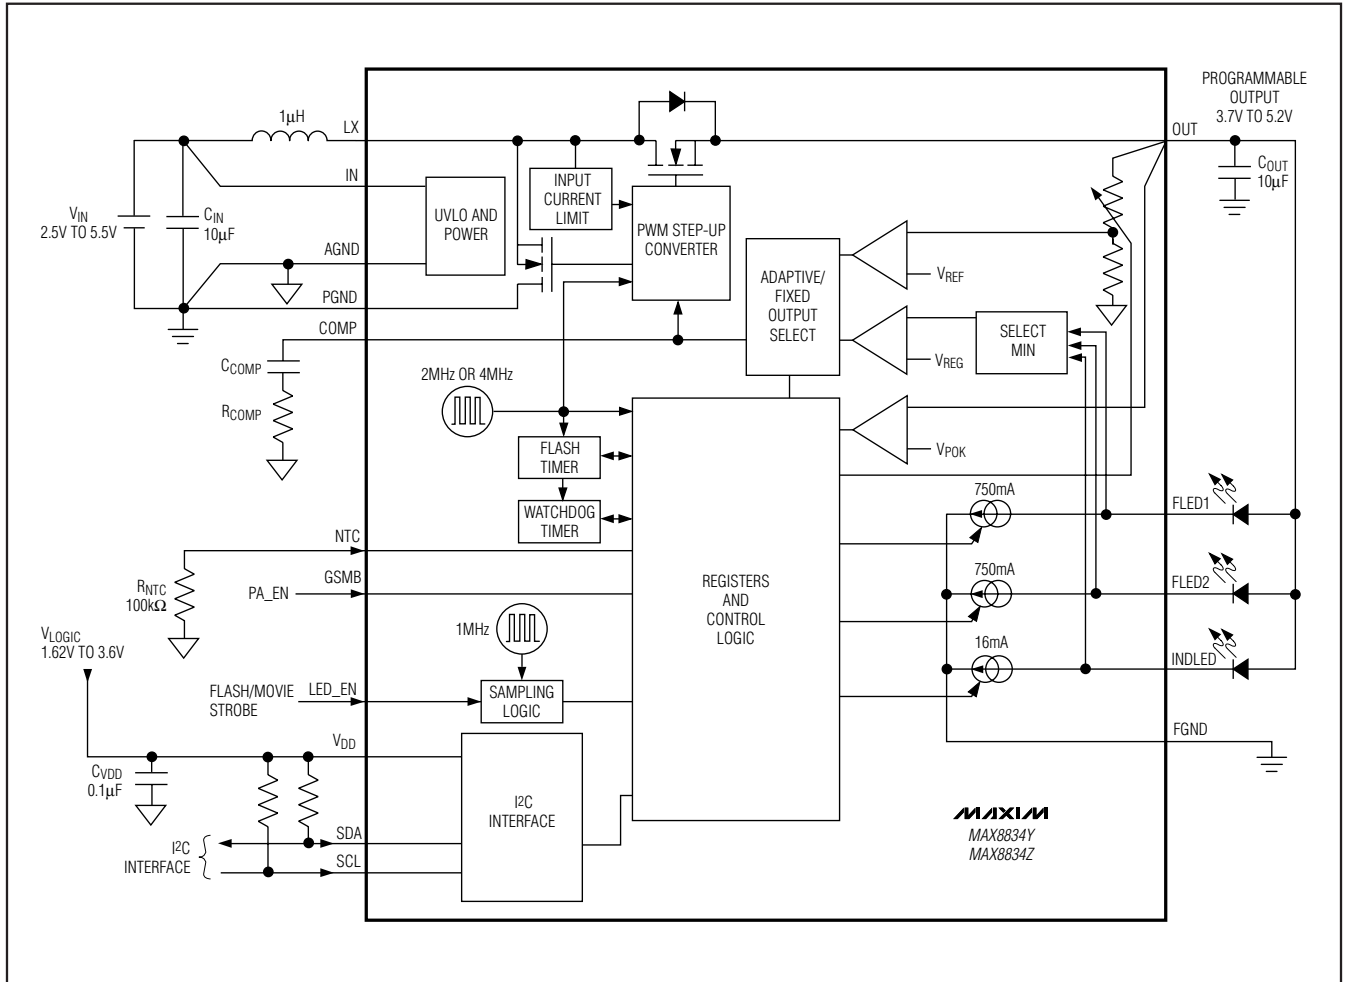 PROGRAMMABLE
OUTPUT
3.7V TO 5.2V
1µH
LX
OUT
IN
VIN
2.5V TO 5.5V
CIN
10µF
UVLO AND
POWER
INPUT
CURRENT
LIMIT
PWM STEP-UP
CONVERTER
COUT
10µF
AGND
PGND
COMP
ADAPTIVE/
FIXED
OUTPUT
SELECT
VREF
VREG
SELECT
MIN
CCOMP
RCOMP
2MHz OR 4MHz
FLASH
TIMER
WATCHDOG
TIMER
VPOK
NTC
RNTC
100kΩ
GSMB
PA_EN
REGISTERS
AND
CONTROL
LOGIC
750mA
FLED1
750mA
FLED2
16mA
INDLED
FGND
VLOGIC
1.62V TO 3.6V
1MHz
FLASH/MOVIE
STROBE
LED_EN
SAMPLING
LOGIC
VDD
CVDD
0.1µF
I2C
INTERFACE
SDA
SCL
I2C
INTERFACE
MAXIM
MAX8834Y
MAX8834Z